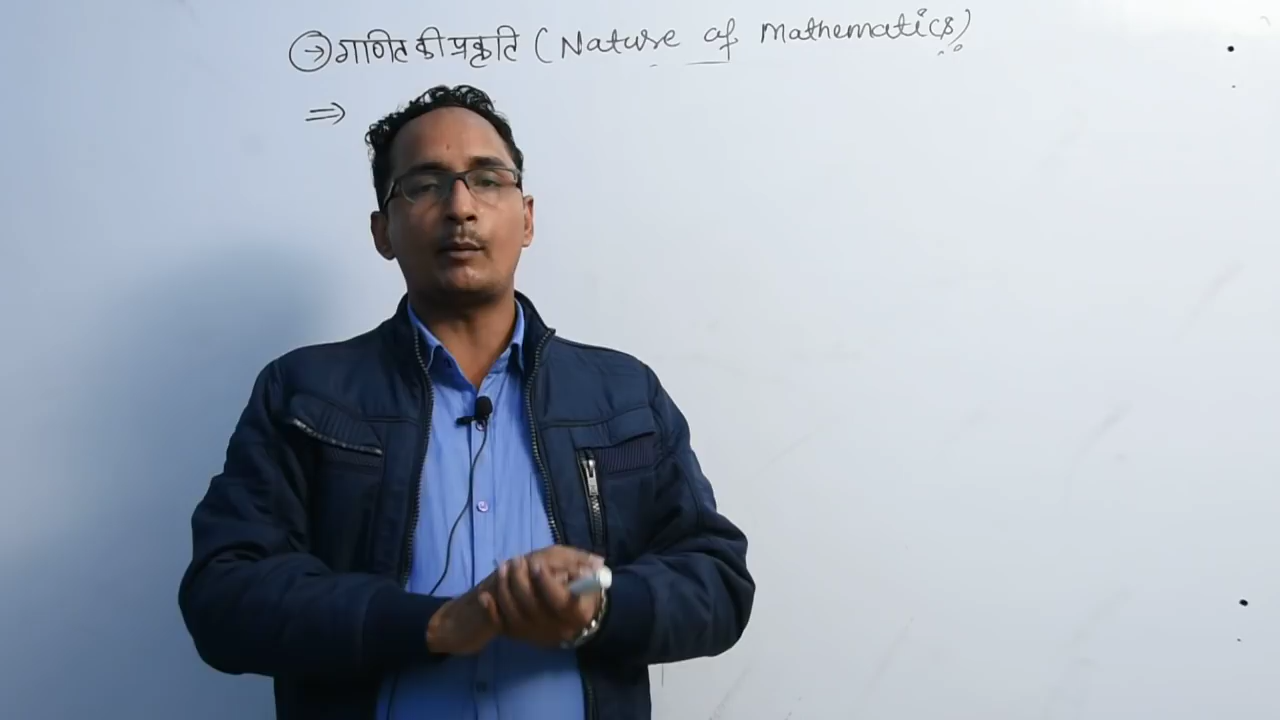 → गणित की प्रकृति (Nature of Mathematics)
⇒